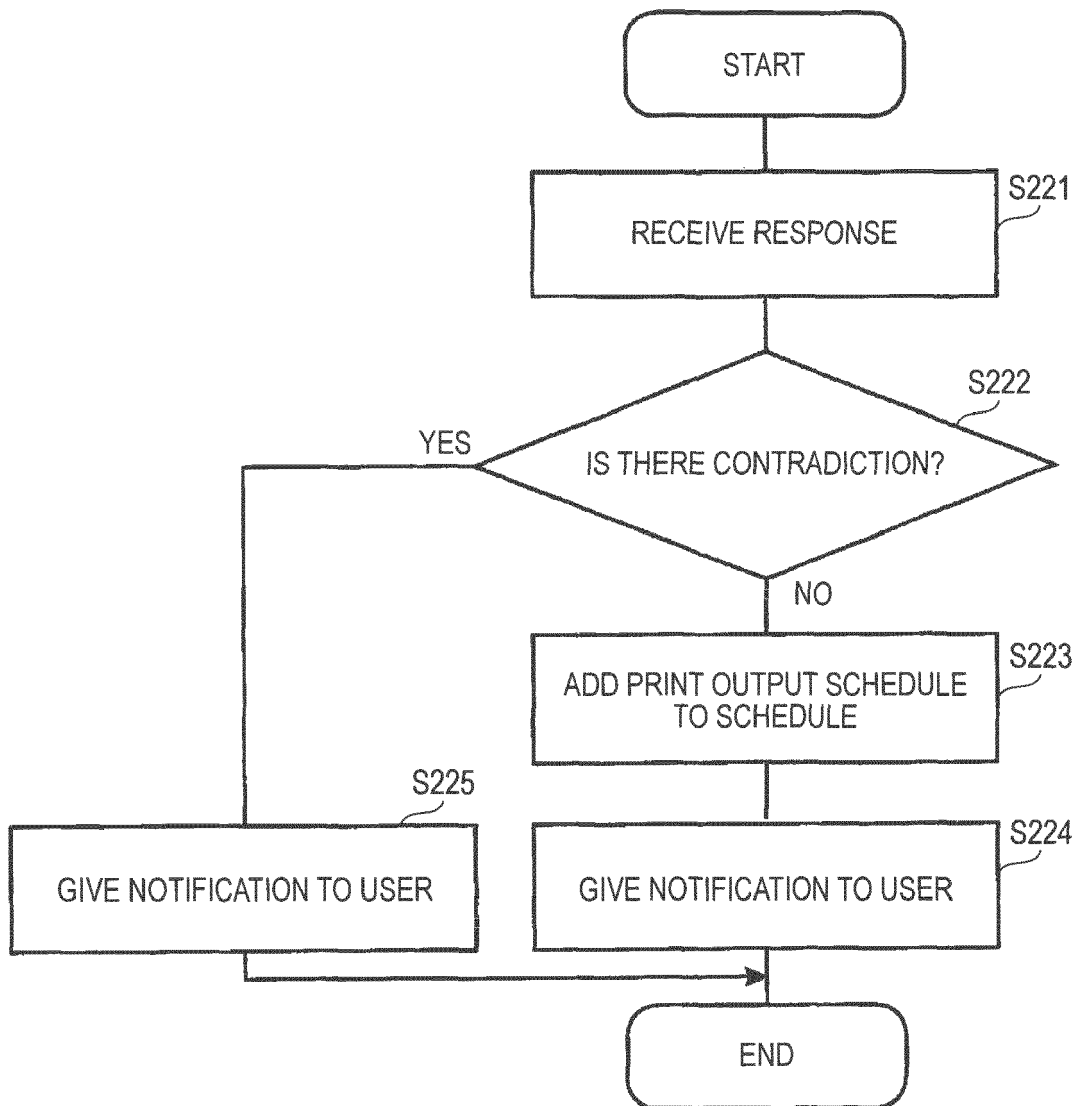 START
S221
RECEIVE RESPONSE
S222
YES
IS THERE CONTRADICTION?
NO
S223
ADD PRINT OUTPUT SCHEDULE
TO SCHEDULE
S225
GIVE NOTIFICATION TO USER
S224
GIVE NOTIFICATION TO USER
END